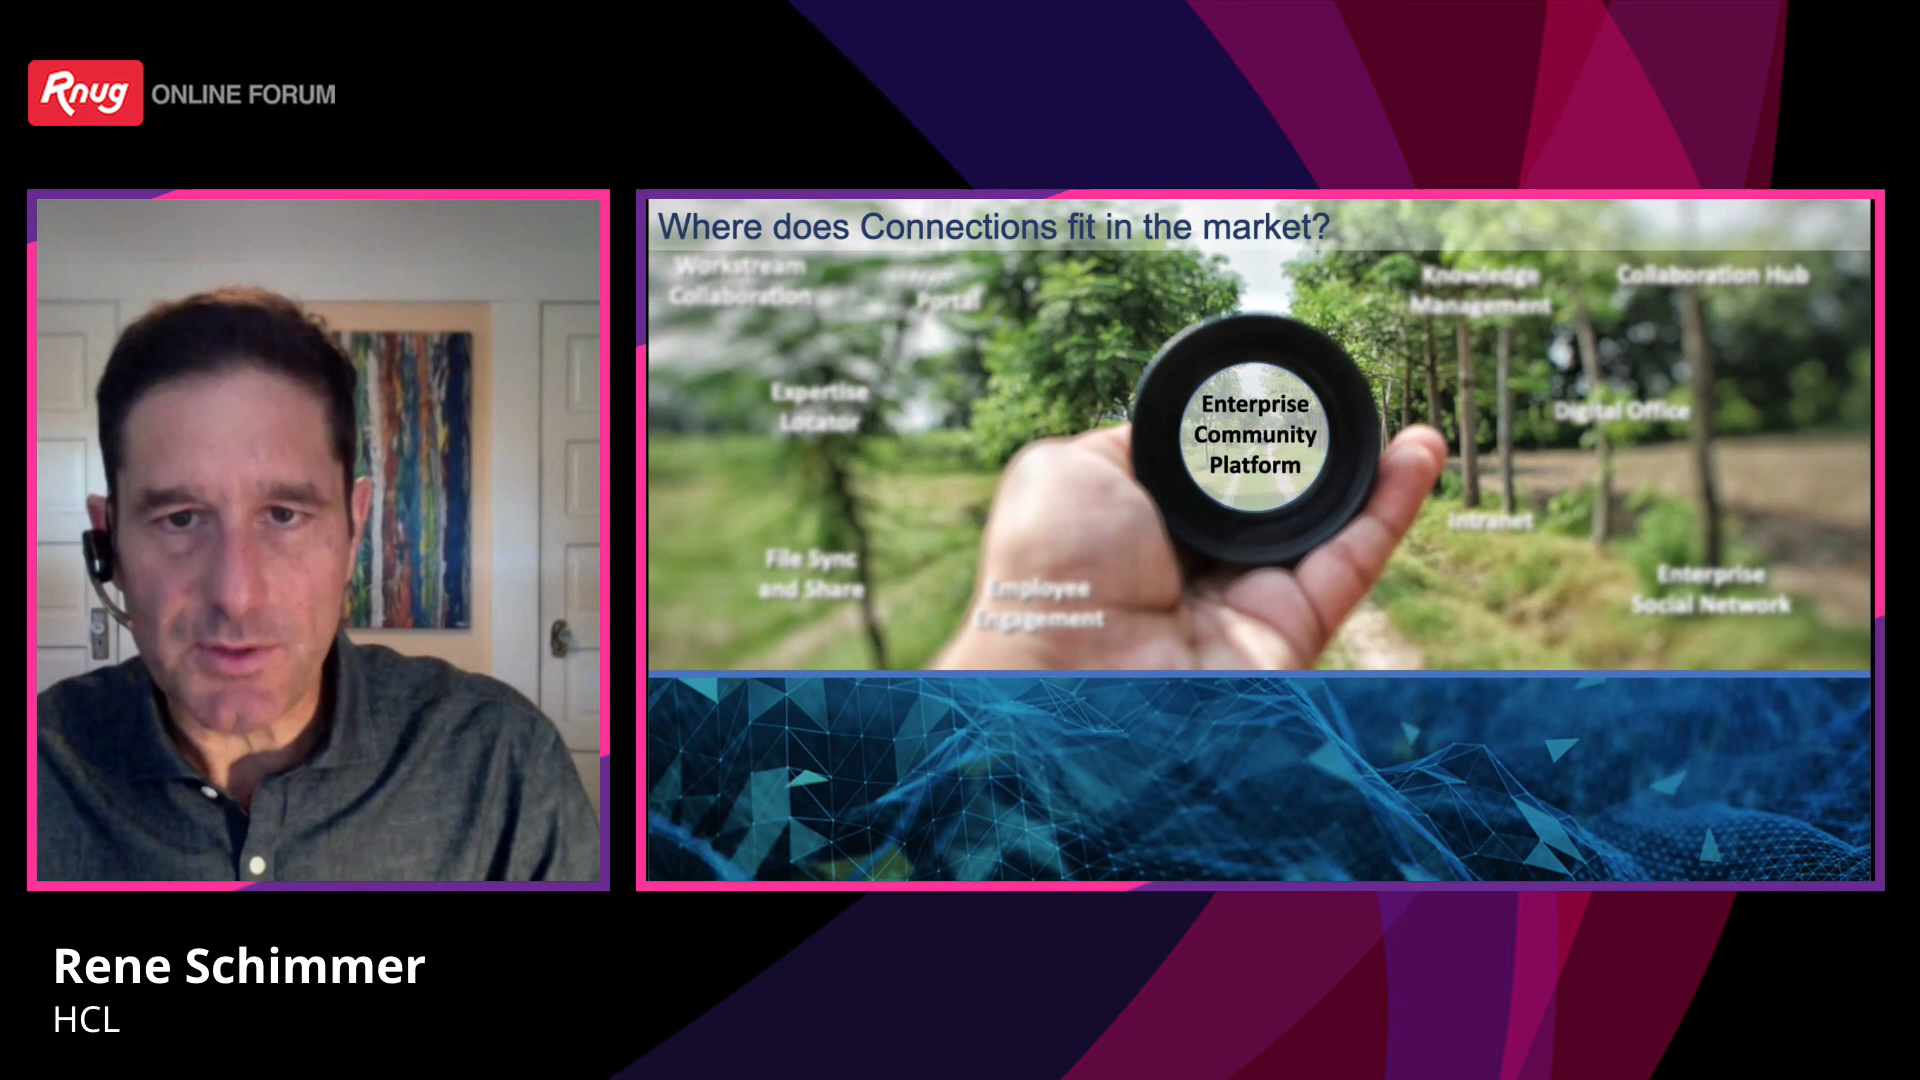 Rnug ONLINE FORUM
Where does Connections fit in the market?
Workstream
Collaboration
Portal
Knowledge
Management
Collaboration Hub
Expertise
Locator
Enterprise
Community
Platform
Digital Office
Intranet
File Sync
and Share
Employee
Engagement
Enterprise
Social Network
Rene Schimmer
HCL